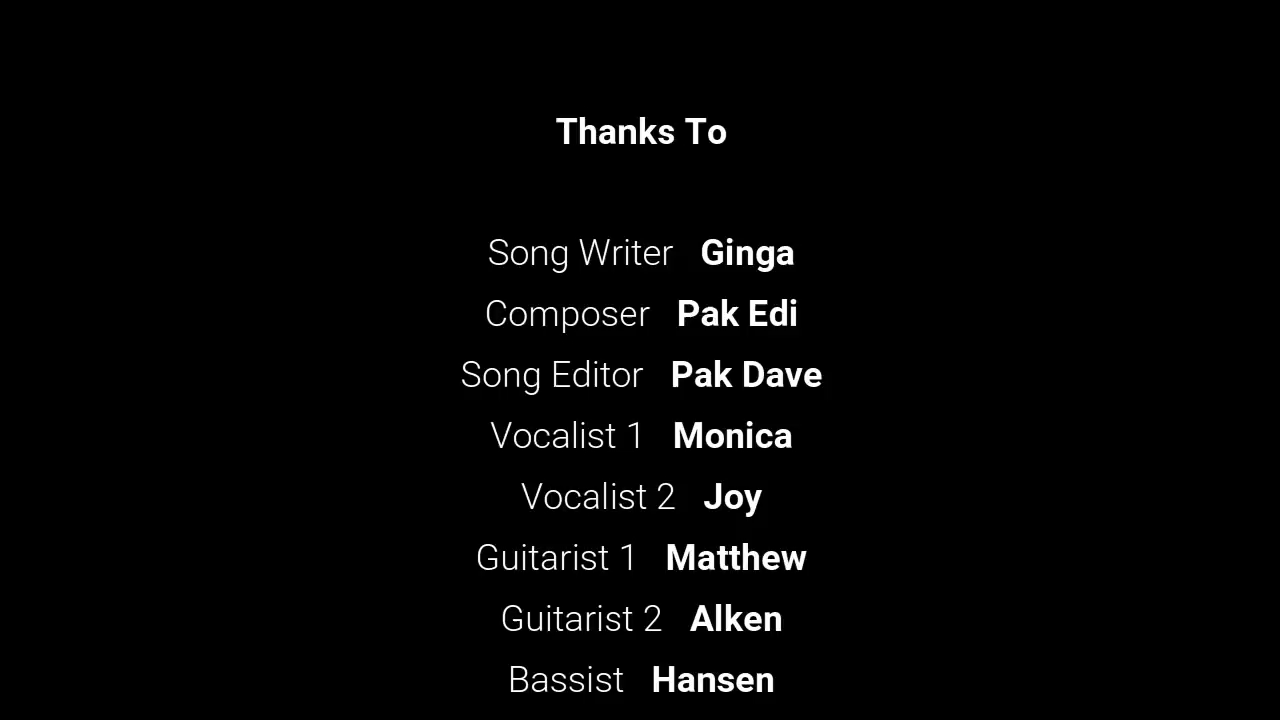 Thanks To
Song Writer Ginga
Composer Pak Edi
Song Editor Pak Dave
Vocalist 1 Monica
Vocalist 2 Joy
Guitarist 1 Matthew
Guitarist 2 Alken
Bassist Hansen